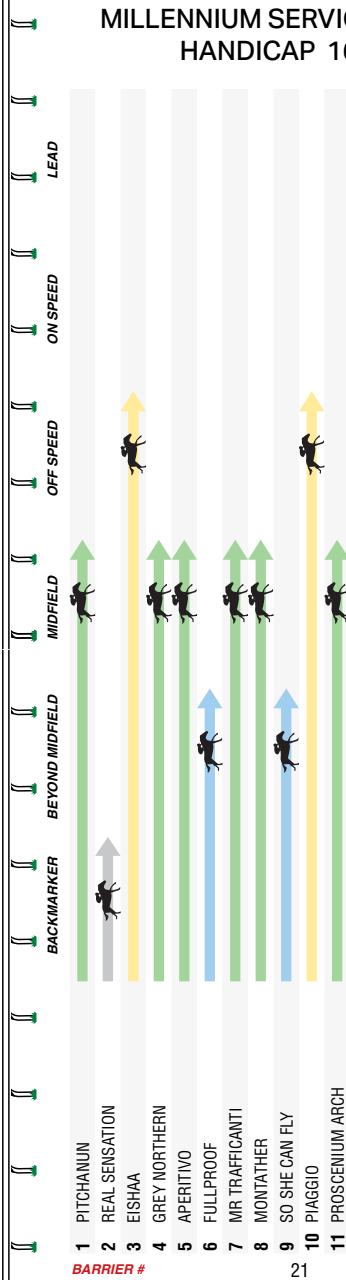 MILLENNIUM SERVI
HANDICAP 1
LEAD
ON SPEED
OFF SPEED
MIDFIELD
BEYOND MIDFIELD
BACKMARKER
1 PITCHANUN
2 REAL SENSATION
3 EISHAA
4 GREY NORTHERN
5 APERITIVO
6 FULLPROOF
7 MR TRAFFICANTI
8 MONTATHER
9 SO SHE CAN FLY
10 PIAGGIO
11 PROSCENIUM ARCH
BARRIER #
21